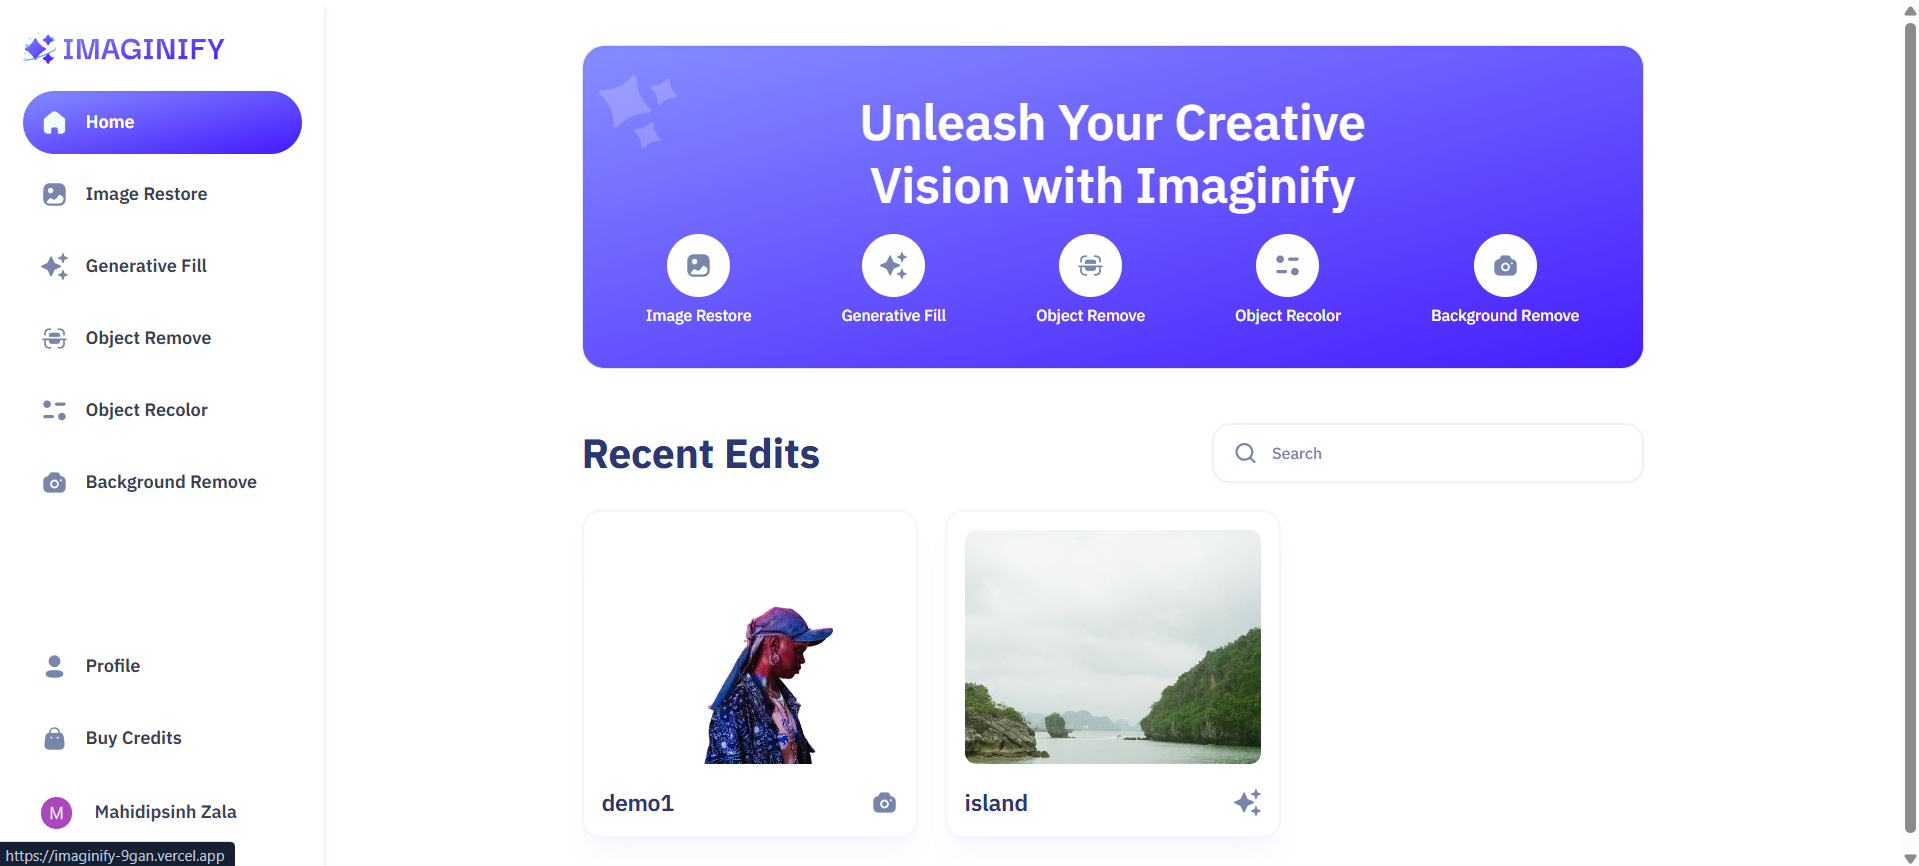 IMAGINIFY
Home
Image Restore
Generative Fill
Object Remove
Object Recolor
Background Remove
Profile
Buy Credits
M
Mahidipsinh Zala
https://imaginify-9gan.vercel.app
Unleash Your Creative
Vision with Imaginify
Image Restore
Generative Fill
Object Remove
Object Recolor
Background Remove
Recent Edits
Search
demo1
island